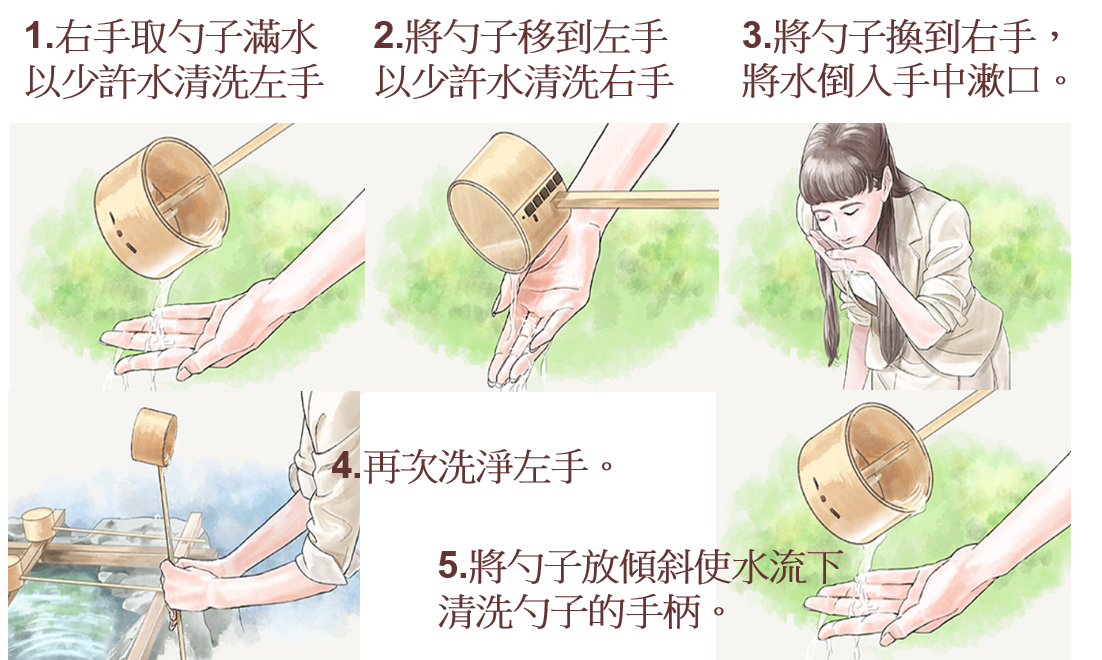 1.右手取勺子滿水
以少許水清洗左手
2.將勺子移到左手
以少許水清洗右手
3.將勺子換到右手，
將水倒入手中漱口。
4.再次洗淨左手。
5.將勺子放傾斜使水流下
清洗勺子的手柄。